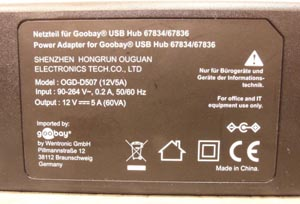 Netzteil für Goobay® USB Hub 67834/67836
Power Adapter for Goobay® USB Hub 67834/67836
SHENZHEN HONGRUN OUGUAN
ELECTRONICS TECH.CO., LTD
Model: OGD-D507 (12V/5A)
Input: 90-264 V~, 0.2 A, 50/60 Hz
Output: 12 V⎓5 A (60VA)
Nur für Bürogeräte und
Geräte der Informations-
technik.
For office and IT
equipment use only.
Imported by:
goobay®
by Wentronic GmbH
Pillmannstraße 12
38112 Braunschweig
Germany
CE
Made in China.